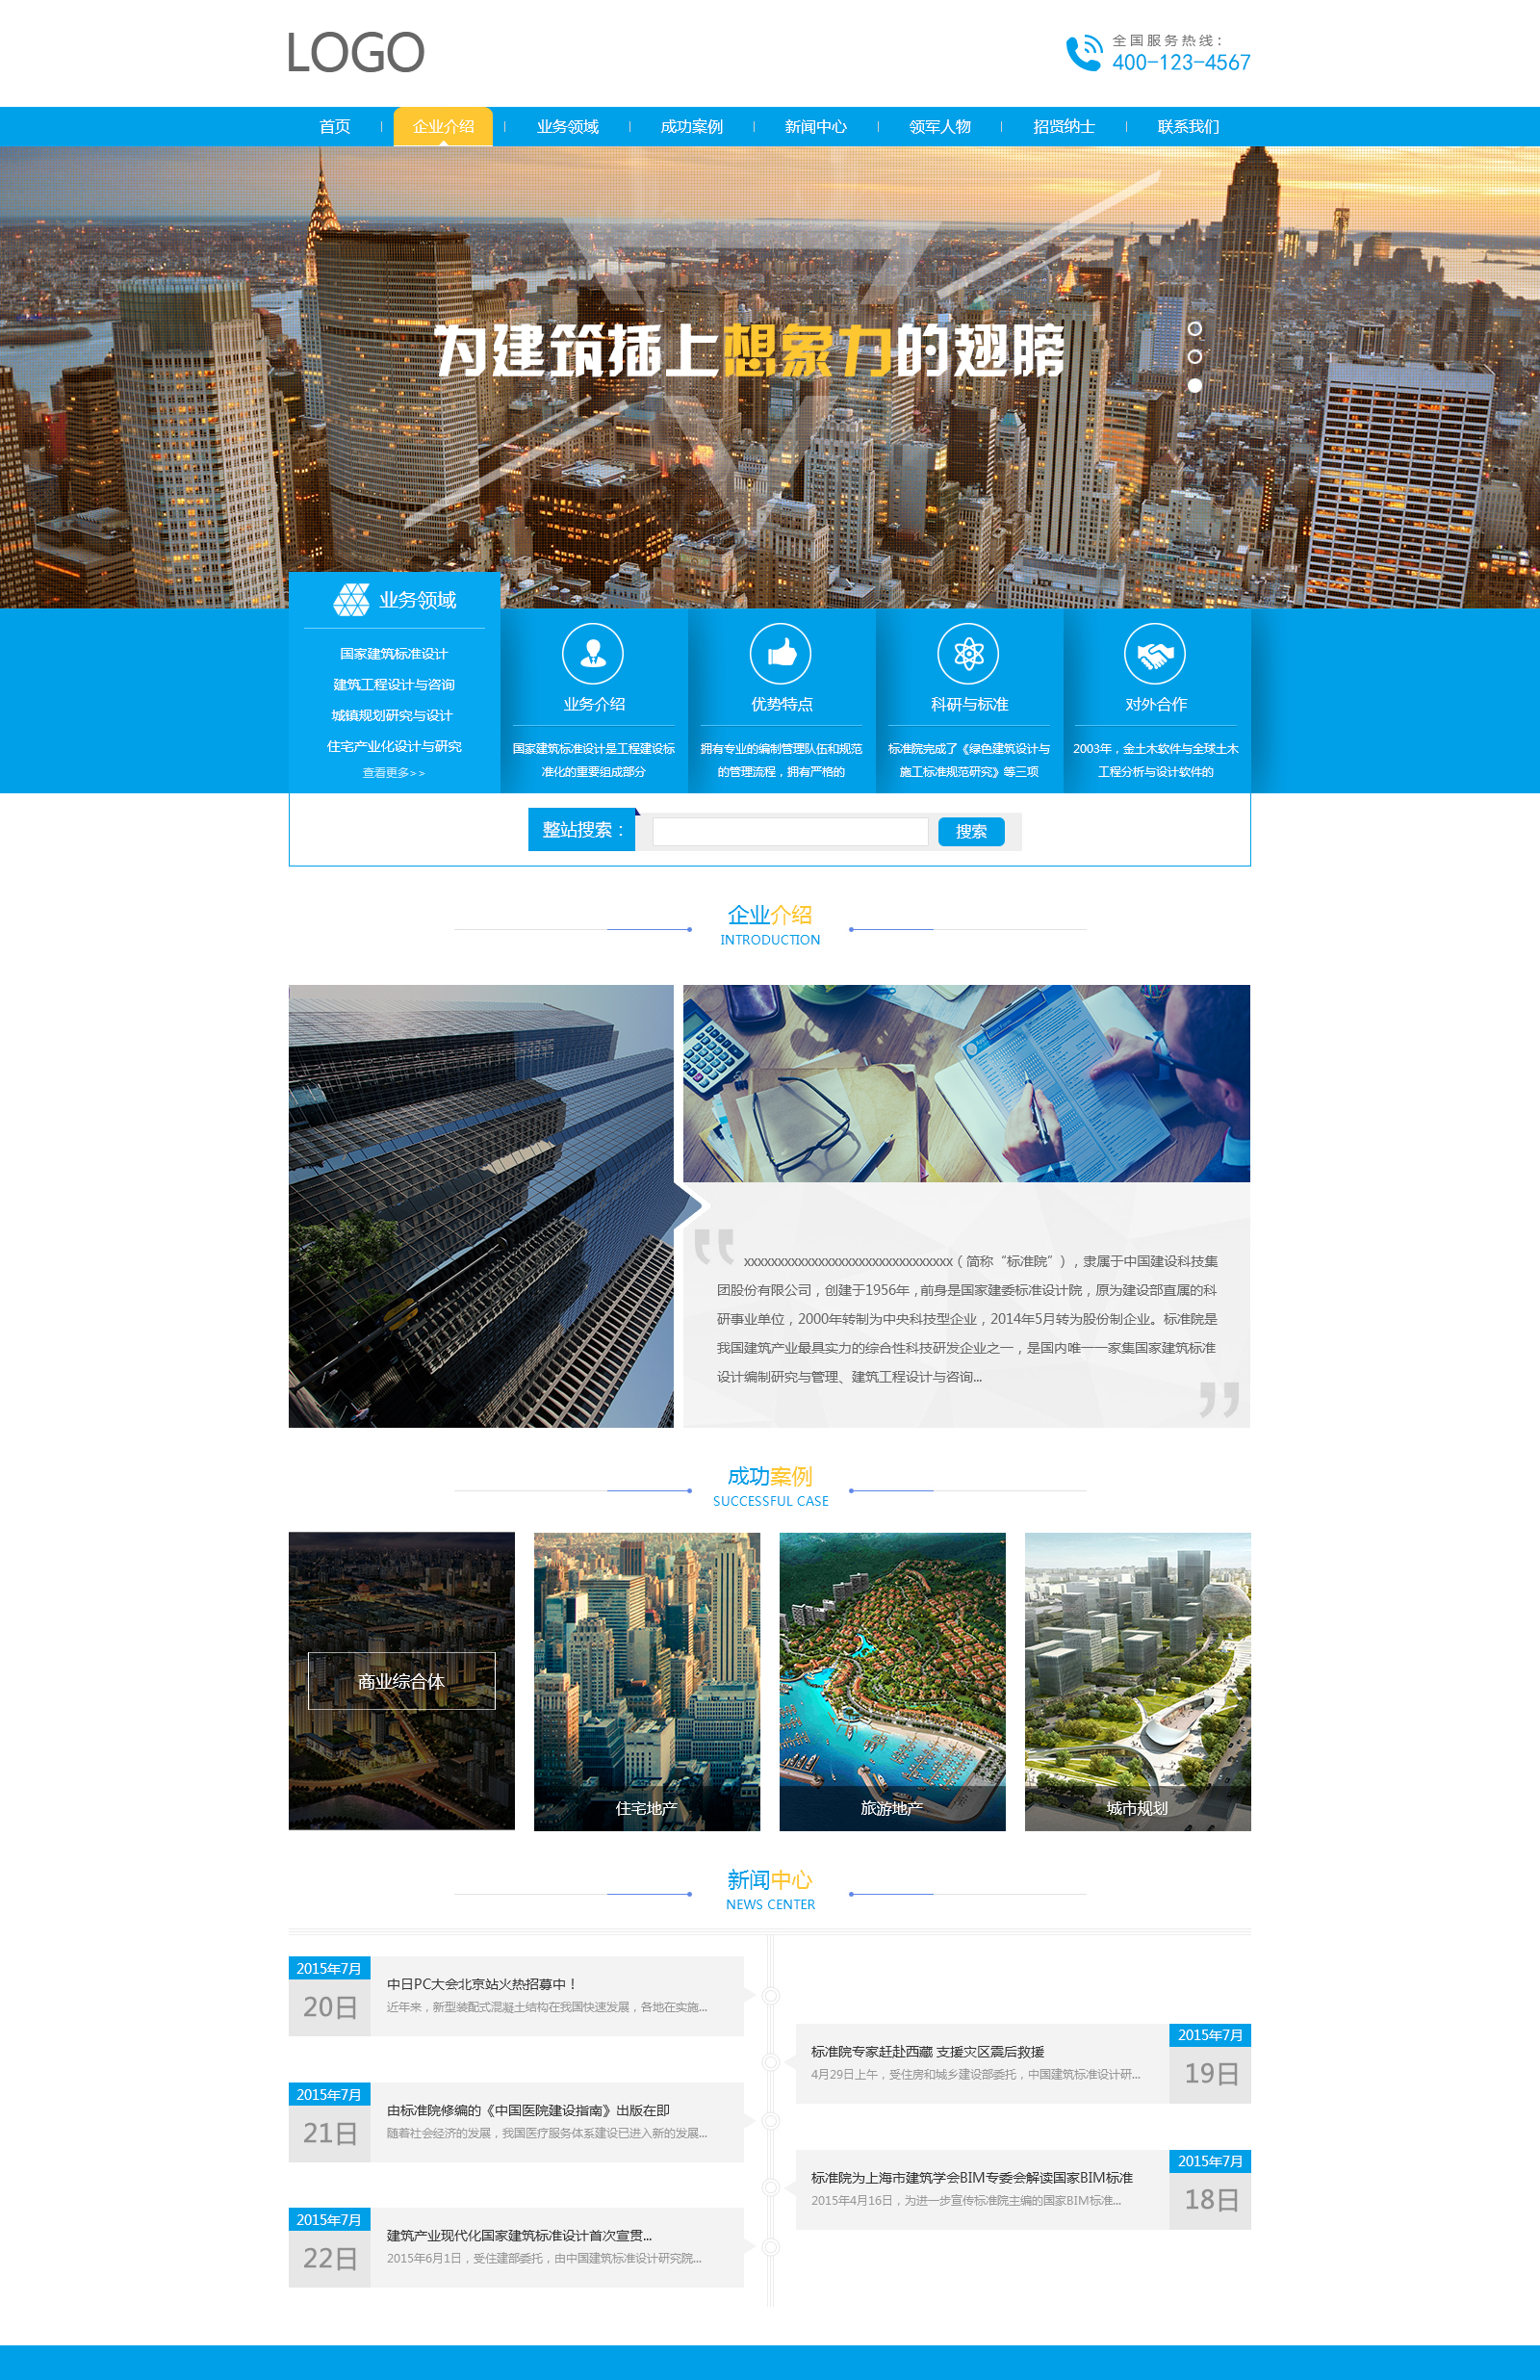 LOGO
全国服务热线：
400-123-4567
首页
企业介绍
业务领域
成功案例
新闻中心
领军人物
招贤纳士
联系我们
为建筑插上想象力的翅膀
业务领域
国家建筑标准设计
建筑工程设计与咨询
城镇规划研究与设计
住宅产业化设计与研究
查看更多>>
业务介绍
国家建筑标准设计是工程建设标
准化的重要组成部分
优势特点
拥有专业的编制管理队伍和规范
的管理流程，拥有严格的
科研与标准
标准院完成了《绿色建筑设计与
施工标准规范研究》等三项
对外合作
2003年，金土木软件与全球土木
工程分析与设计软件的
整站搜索：
搜索
企业介绍
INTRODUCTION
xxxxxxxxxxxxxxxxxxxxxxxxxxxxxxx（简称“标准院”），隶属于中国建设科技集
团股份有限公司，创建于1956年，前身是国家建委标准设计院，原为建设部直属的科
研事业单位，2000年转制为中央科技型企业，2014年5月转为股份制企业。标准院是
我国建筑产业最具实力的综合性科技研发企业之一，是国内唯一一家集国家建筑标准
设计编制研究与管理、建筑工程设计与咨询...
成功案例
SUCCESSFUL CASE
商业综合体
住宅地产
旅游地产
城市规划
新闻中心
NEWS CENTER
2015年7月
20日
中日PC大会北京站火热招募中！
近年来，新型装配式混凝土结构在我国快速发展，各地在实施...
标准院专家赶赴西藏 支援灾区震后救援
4月29日上午，受住房和城乡建设部委托，中国建筑标准设计研...
2015年7月
19日
2015年7月
21日
由标准院修编的《中国医院建设指南》出版在即
随着社会经济的发展，我国医疗服务体系建设已进入新的发展...
标准院为上海市建筑学会BIM专委会解读国家BIM标准
2015年4月16日，为进一步宣传标准院主编的国家BIM标准...
2015年7月
18日
2015年7月
22日
建筑产业现代化国家建筑标准设计首次宣贯...
2015年6月1日，受住建部委托，由中国建筑标准设计研究院...